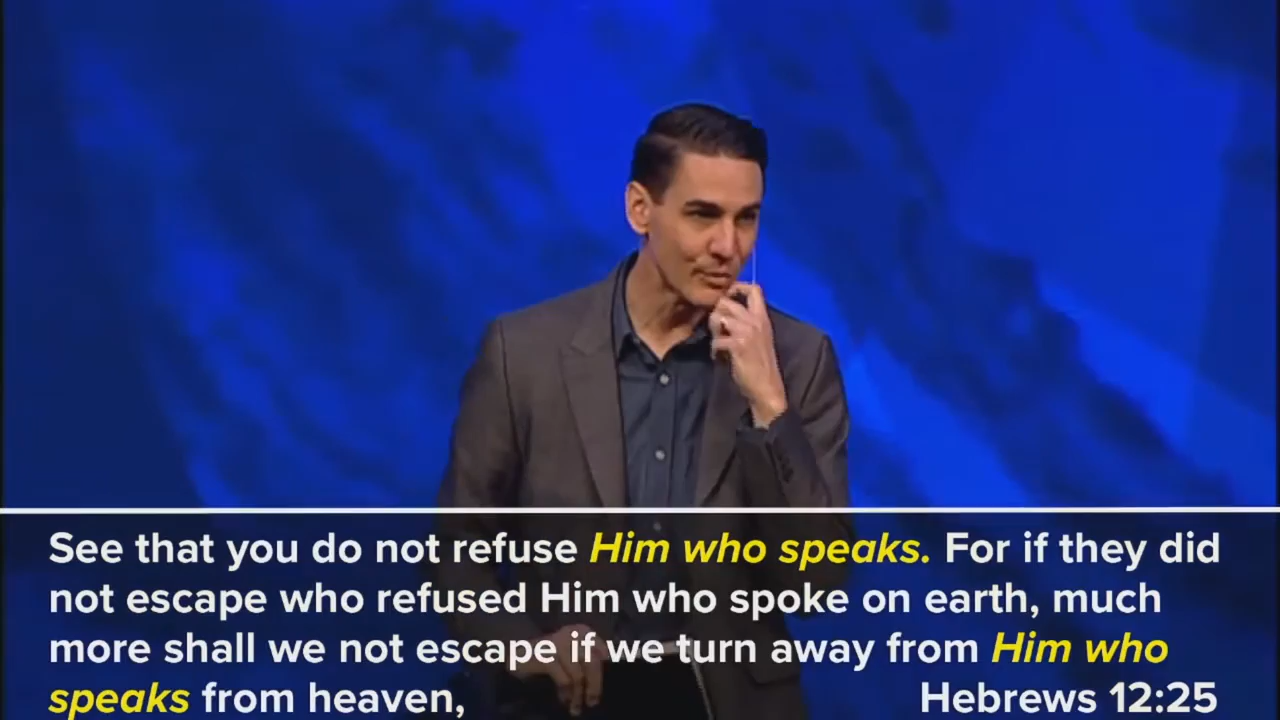 See that you do not refuse Him who speaks. For if they did
not escape who refused Him who spoke on earth, much
more shall we not escape if we turn away from Him who
speaks from heaven, Hebrews 12:25